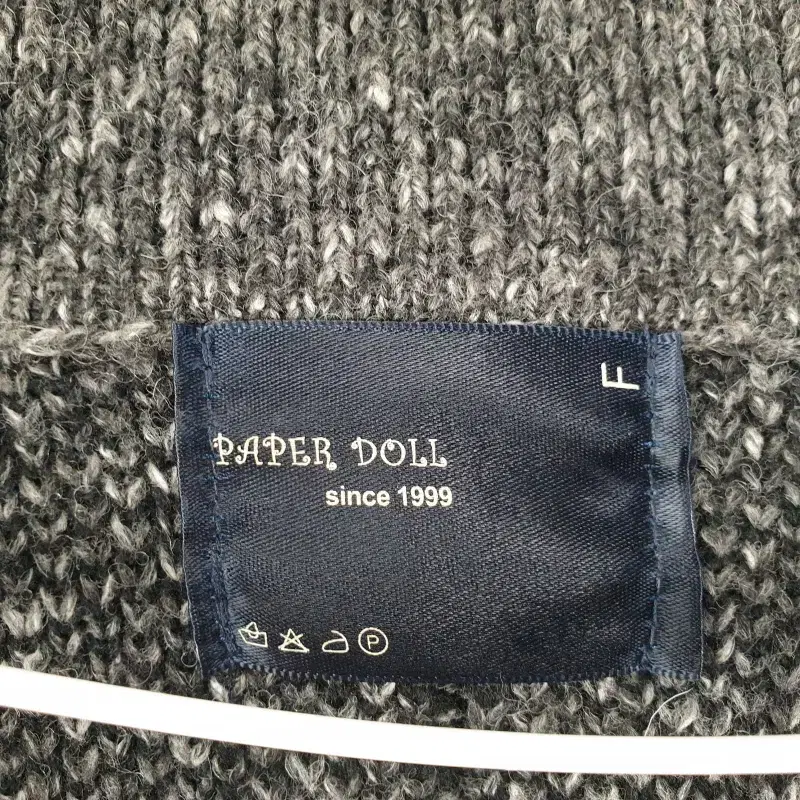 F
PAPER DOLL
since 1999
P